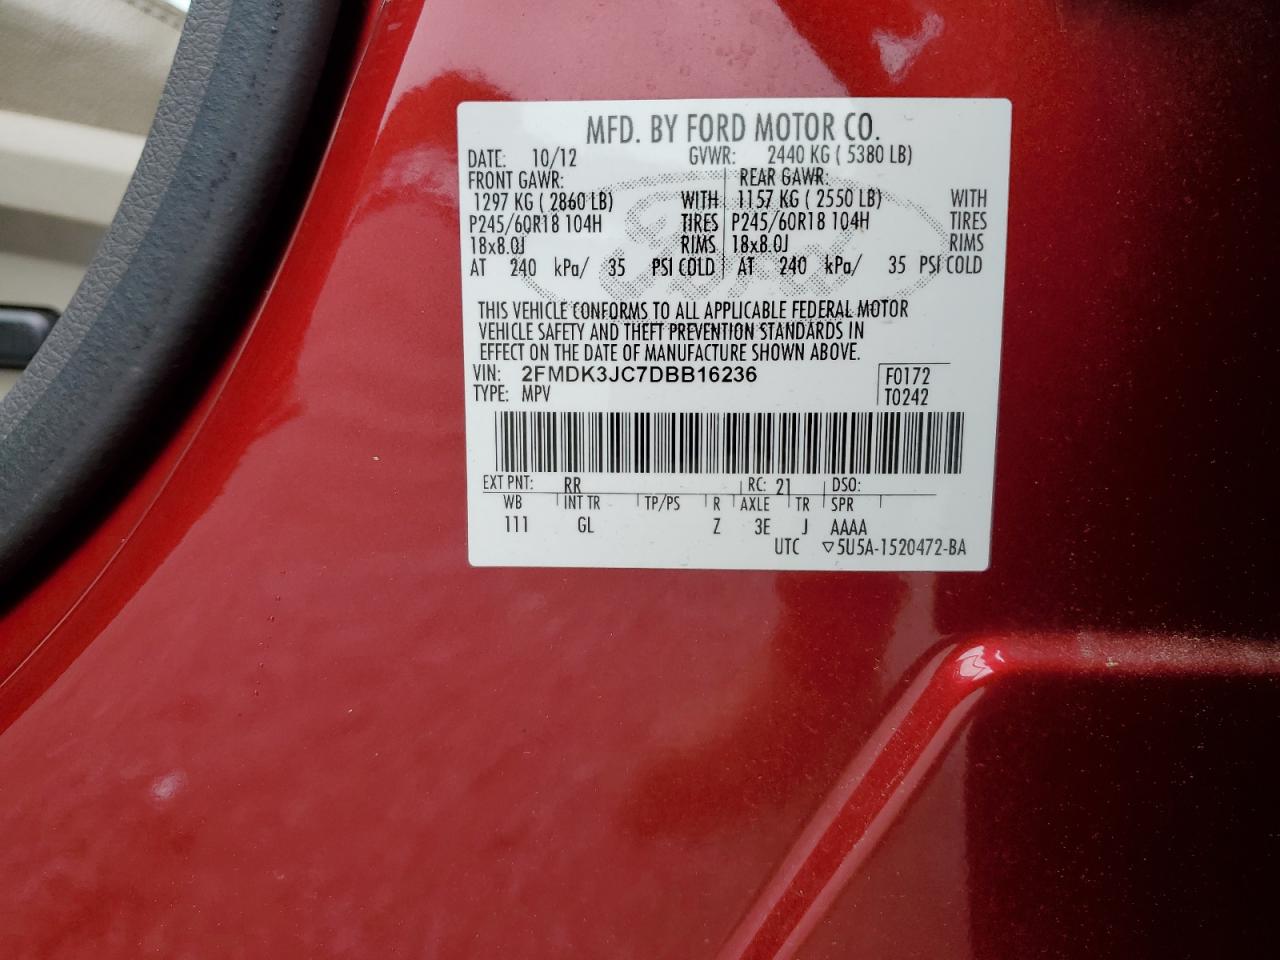 MFD. BY FORD MOTOR CO.
DATE: 10/12 GVWR: 2440 KG ( 5380 LB)
FRONT GAWR: REAR GAWR:
1297 KG ( 2860 LB) WITH 1157 KG ( 2550 LB) WITH
P245/60R18 104H TIRES P245/60R18 104H TIRES
18x8.0J RIMS 18x8.0J RIMS
AT 240 kPa/ 35 PSI COLD AT 240 kPa/ 35 PSI COLD
Ford
THIS VEHICLE CONFORMS TO ALL APPLICABLE FEDERAL MOTOR
VEHICLE SAFETY AND THEFT PREVENTION STANDARDS IN
EFFECT ON THE DATE OF MANUFACTURE SHOWN ABOVE.
VIN: 2FMDK3JC7DBB16236 F0172
TYPE: MPV T0242
EXT PNT: RR RC: 21 DSO:
WB INT TR TP/PS R AXLE TR SPR
111 GL Z 3E J AAAA
UTC ▽5U5A-1520472-BA